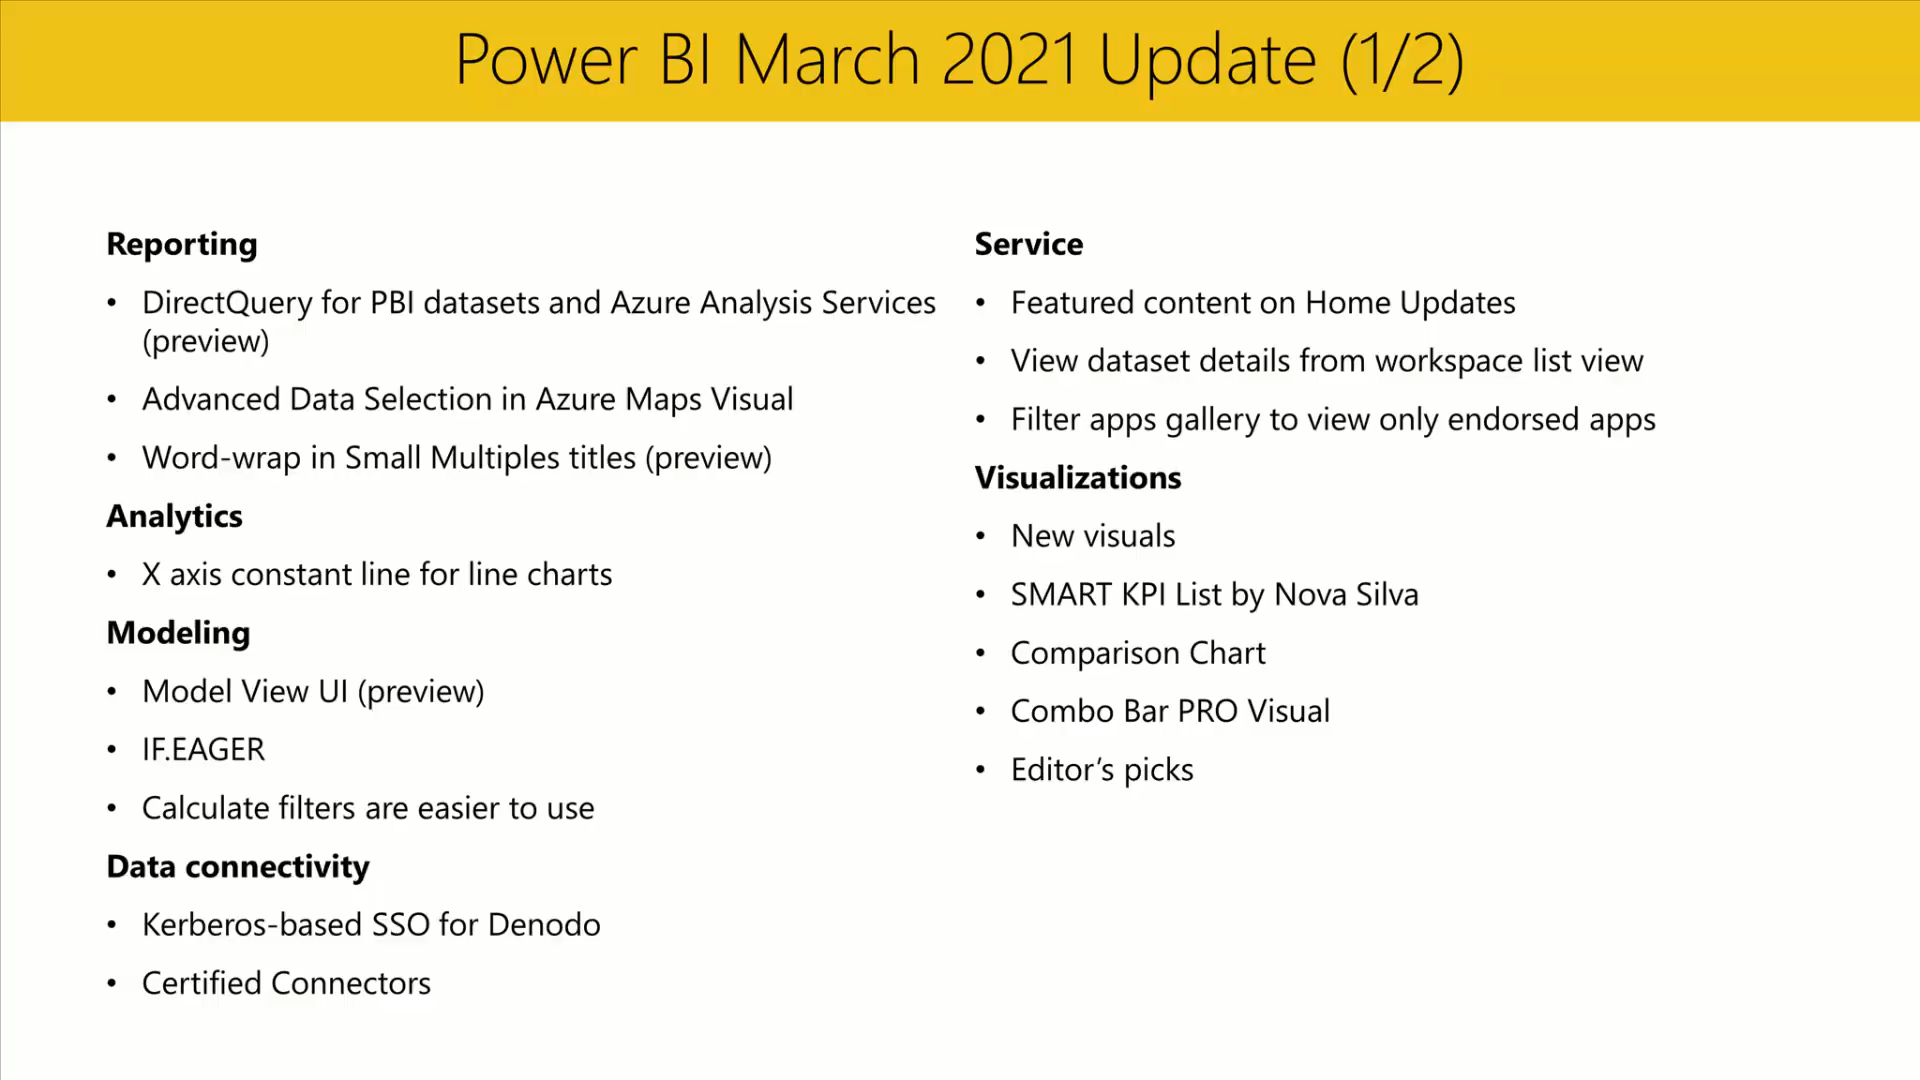 Power BI March 2021 Update (1/2)
Reporting
• DirectQuery for PBI datasets and Azure Analysis Services
(preview)
• Advanced Data Selection in Azure Maps Visual
• Word-wrap in Small Multiples titles (preview)
Analytics
• X axis constant line for line charts
Modeling
• Model View UI (preview)
• IF.EAGER
• Calculate filters are easier to use
Data connectivity
• Kerberos-based SSO for Denodo
• Certified Connectors
Service
• Featured content on Home Updates
• View dataset details from workspace list view
• Filter apps gallery to view only endorsed apps
Visualizations
• New visuals
• SMART KPI List by Nova Silva
• Comparison Chart
• Combo Bar PRO Visual
• Editor’s picks